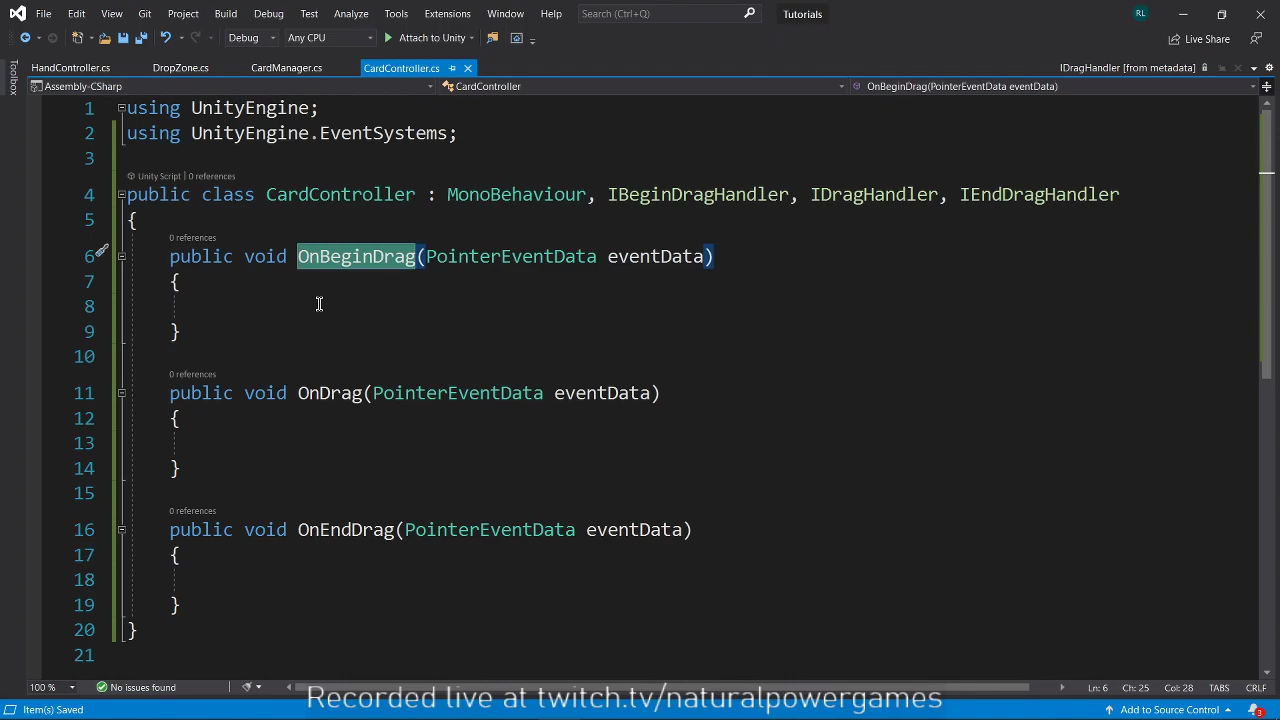 File Edit View Git Project Build Debug Test Analyze Tools Extensions Window Help Search (Ctrl+Q) Tutorials RL
Debug Any CPU Attach to Unity Live Share
Toolbox
HandController.cs DropZone.cs CardManager.cs CardController.cs IDragHandler [from metadata]
Assembly-CSharp CardController OnBeginDrag(PointerEventData eventData)
1 using UnityEngine;
2 using UnityEngine.EventSystems;
3
Unity Script | 0 references
4 public class CardController : MonoBehaviour, IBeginDragHandler, IDragHandler, IEndDragHandler
5 {
0 references
6 public void OnBeginDrag(PointerEventData eventData)
7 {
8
9 }
10
0 references
11 public void OnDrag(PointerEventData eventData)
12 {
13
14 }
15
0 references
16 public void OnEndDrag(PointerEventData eventData)
17 {
18
19 }
20 }
21
100 % No issues found Ln: 6 Ch: 25 Col: 28 TABS CRLF
Recorded live at twitch.tv/naturalpowergames
Item(s) Saved Add to Source Control 3